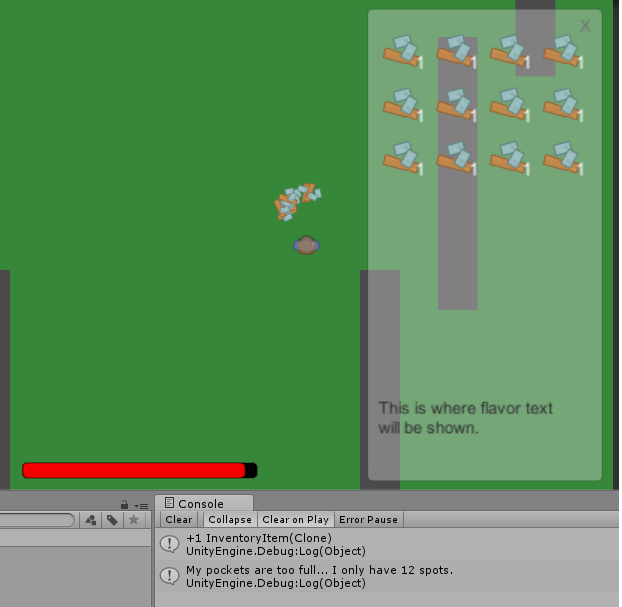 X
1 1 1 1
1 1 1 1
1 1 1 1
This is where flavor text
will be shown.
Console
Clear Collapse Clear on Play Error Pause
+1 InventoryItem(Clone)
UnityEngine.Debug:Log(Object)
My pockets are too full... I only have 12 spots.
UnityEngine.Debug:Log(Object)